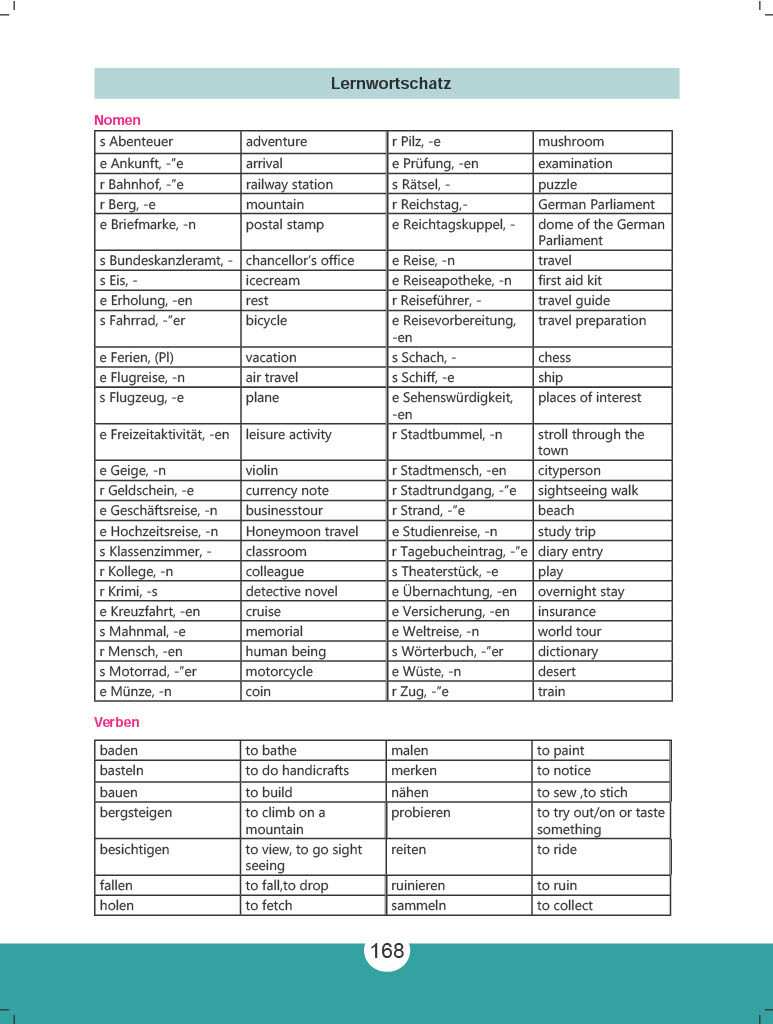 Lernwortschatz
Nomen
s Abenteuer adventure r Pilz, -e mushroom
e Ankunft, -″e arrival e Prüfung, -en examination
r Bahnhof, -″e railway station s Rätsel, - puzzle
r Berg, -e mountain r Reichstag,- German Parliament
e Briefmarke, -n postal stamp e Reichtagskuppel, - dome of the German
Parliament
s Bundeskanzleramt, - chancellor’s office e Reise, -n travel
s Eis, - icecream e Reiseapotheke, -n first aid kit
e Erholung, -en rest r Reiseführer, - travel guide
s Fahrrad, -″er bicycle e Reisevorbereitung, travel preparation
-en
e Ferien, (Pl) vacation s Schach, - chess
e Flugreise, -n air travel s Schiff, -e ship
s Flugzeug, -e plane e Sehenswürdigkeit, places of interest
-en
e Freizeitaktivität, -en leisure activity r Stadtbummel, -n stroll through the
town
e Geige, -n violin r Stadtmensch, -en cityperson
r Geldschein, -e currency note r Stadtrundgang, -″e sightseeing walk
e Geschäftsreise, -n businesstour r Strand, -″e beach
e Hochzeitsreise, -n Honeymoon travel e Studienreise, -n study trip
s Klassenzimmer, - classroom r Tagebucheintrag, -″e diary entry
r Kollege, -n colleague s Theaterstück, -e play
r Krimi, -s detective novel e Übernachtung, -en overnight stay
e Kreuzfahrt, -en cruise e Versicherung, -en insurance
s Mahnmal, -e memorial e Weltreise, -n world tour
r Mensch, -en human being s Wörterbuch, -″er dictionary
s Motorrad, -″er motorcycle e Wüste, -n desert
e Münze, -n coin r Zug, -″e train
Verben
baden to bathe malen to paint
basteln to do handicrafts merken to notice
bauen to build nähen to sew ,to stich
bergsteigen to climb on a probieren to try out/on or taste
mountain something
besichtigen to view, to go sight reiten to ride
seeing
fallen to fall,to drop ruinieren to ruin
holen to fetch sammeln to collect
168